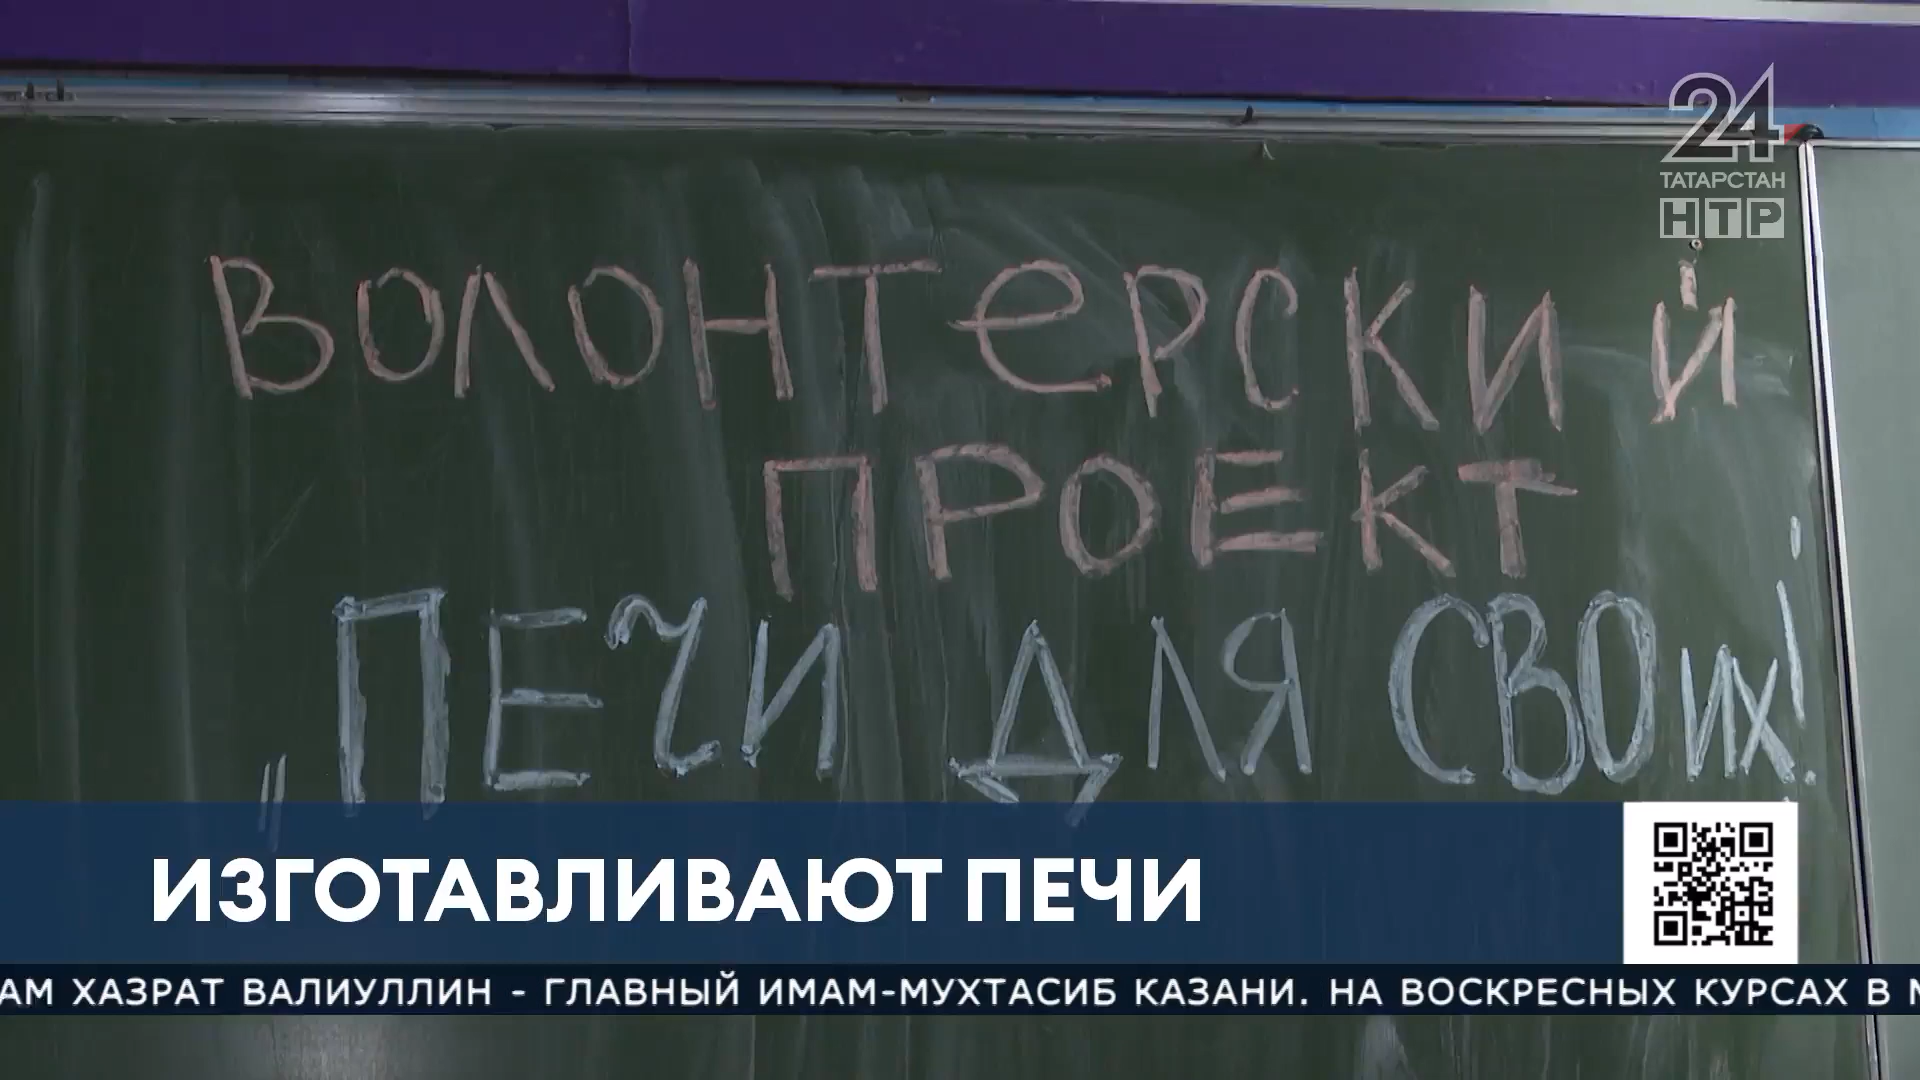 24
ТАТАРСТАН
НТР
ВОЛОНТЕРСКИЙ
ПРОЕКТ
„ПЕЧИ ДЛЯ СВОих!
ИЗГОТАВЛИВАЮТ ПЕЧИ
АМ ХАЗРАТ ВАЛИУЛЛИН - ГЛАВНЫЙ ИМАМ-МУХТАСИБ КАЗАНИ. НА ВОСКРЕСНЫХ КУРСАХ В